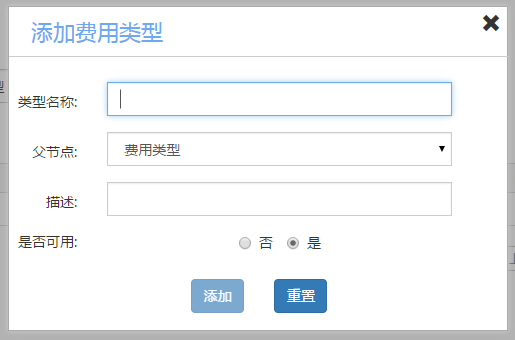 添加费用类型
类型名称:
父节点: 费用类型
描述:
是否可用: 否 是
添加 重置